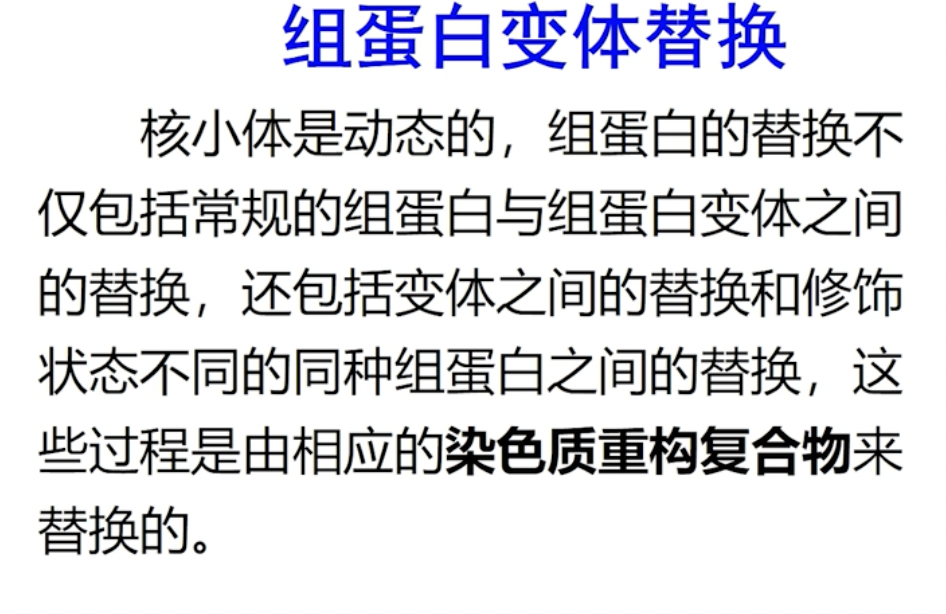 组蛋白变体替换
核小体是动态的，组蛋白的替换不
仅包括常规的组蛋白与组蛋白变体之间
的替换，还包括变体之间的替换和修饰
状态不同的同种组蛋白之间的替换，这
些过程是由相应的染色质重构复合物来
替换的。